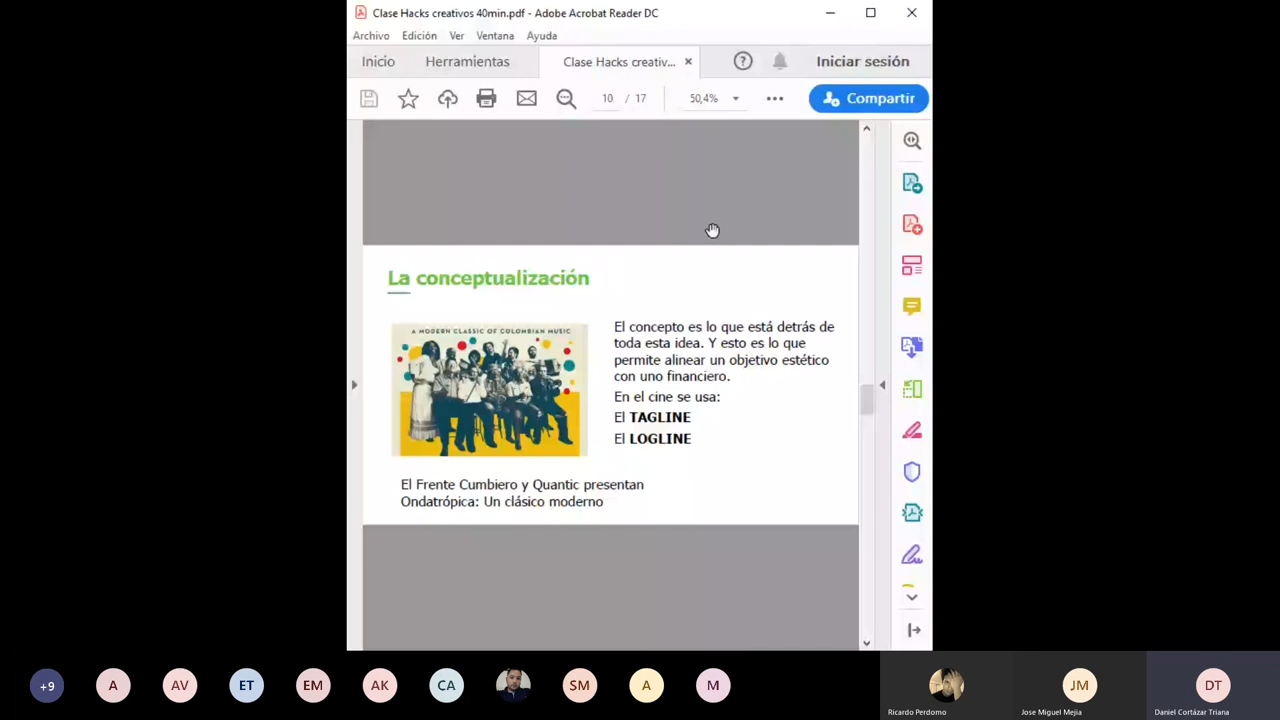 Clase Hacks creativos 40min.pdf - Adobe Acrobat Reader DC
Archivo Edición Ver Ventana Ayuda
Inicio Herramientas Clase Hacks creativ... Iniciar sesión
10 / 17 50,4% Compartir
La conceptualización
A MODERN CLASSIC OF COLOMBIAN MUSIC
El concepto es lo que está detrás de
toda esta idea. Y esto es lo que
permite alinear un objetivo estético
con uno financiero.
En el cine se usa:
El TAGLINE
El LOGLINE
El Frente Cumbiero y Quantic presentan
Ondatrópica: Un clásico moderno
+9 A AV ET EM AK CA SM A M JM DT
Ricardo Perdomo Jose Miguel Mejia Daniel Cortázar Triana